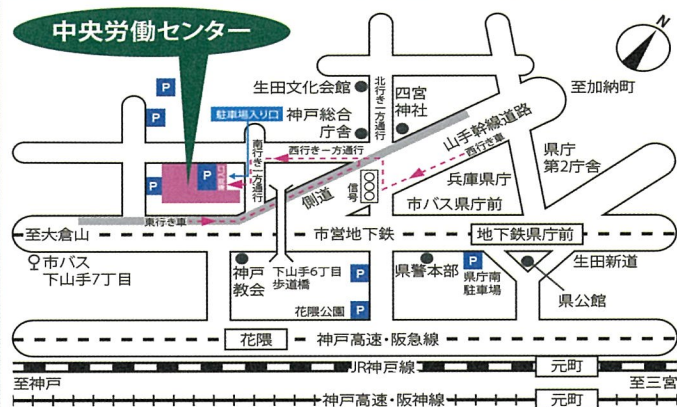 中央労働センター
N
P
P
生田文化会館
北行き一方通行
四宮
神社
至加納町
駐車場入り口
神戸総合
庁舎
南行き一方通行
西行き一方通行
山手幹線道路
西行き車
県庁
第2庁舎
P
P
側道
信号
兵庫県庁
市バス県庁前
東行き車
至大倉山
市営地下鉄
地下鉄県庁前
市バス
下山手7丁目
神戸
教会
下山手6丁目
歩道橋
P
県警本部
P
県庁南
駐車場
生田新道
県公館
花隈公園
P
花隈
神戸高速・阪急線
JR神戸線
元町
至神戸
至三宮
神戸高速・阪神線
元町